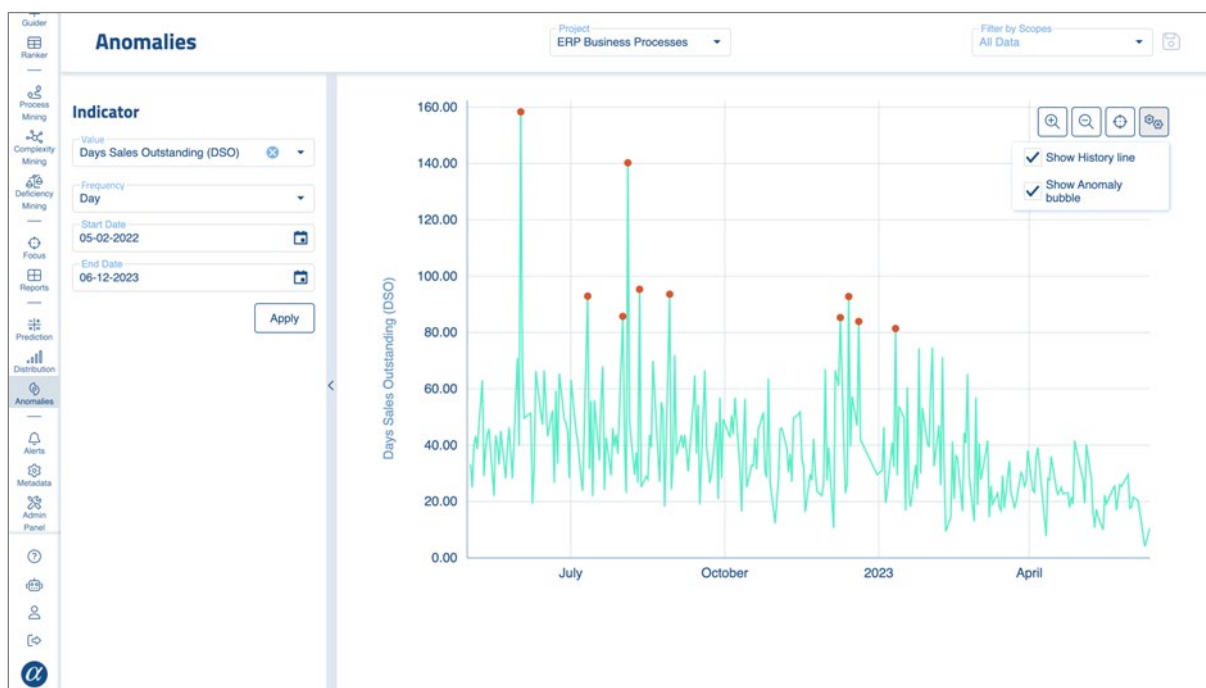 Guider
Ranker
Process
Mining
Complexity
Mining
Deficiency
Mining
Focus
Reports
Prediction
Distribution
Anomalies
Alerts
Metadata
Admin
Panel
α
Anomalies
Project
ERP Business Processes
Filter by Scopes
All Data
Indicator
Value
Days Sales Outstanding (DSO)
Frequency
Day
Start Date
05-02-2022
End Date
06-12-2023
Apply
Show History line
Show Anomaly
bubble
Days Sales Outstanding (DSO)
160.00
140.00
120.00
100.00
80.00
60.00
40.00
20.00
0.00
July
October
2023
April